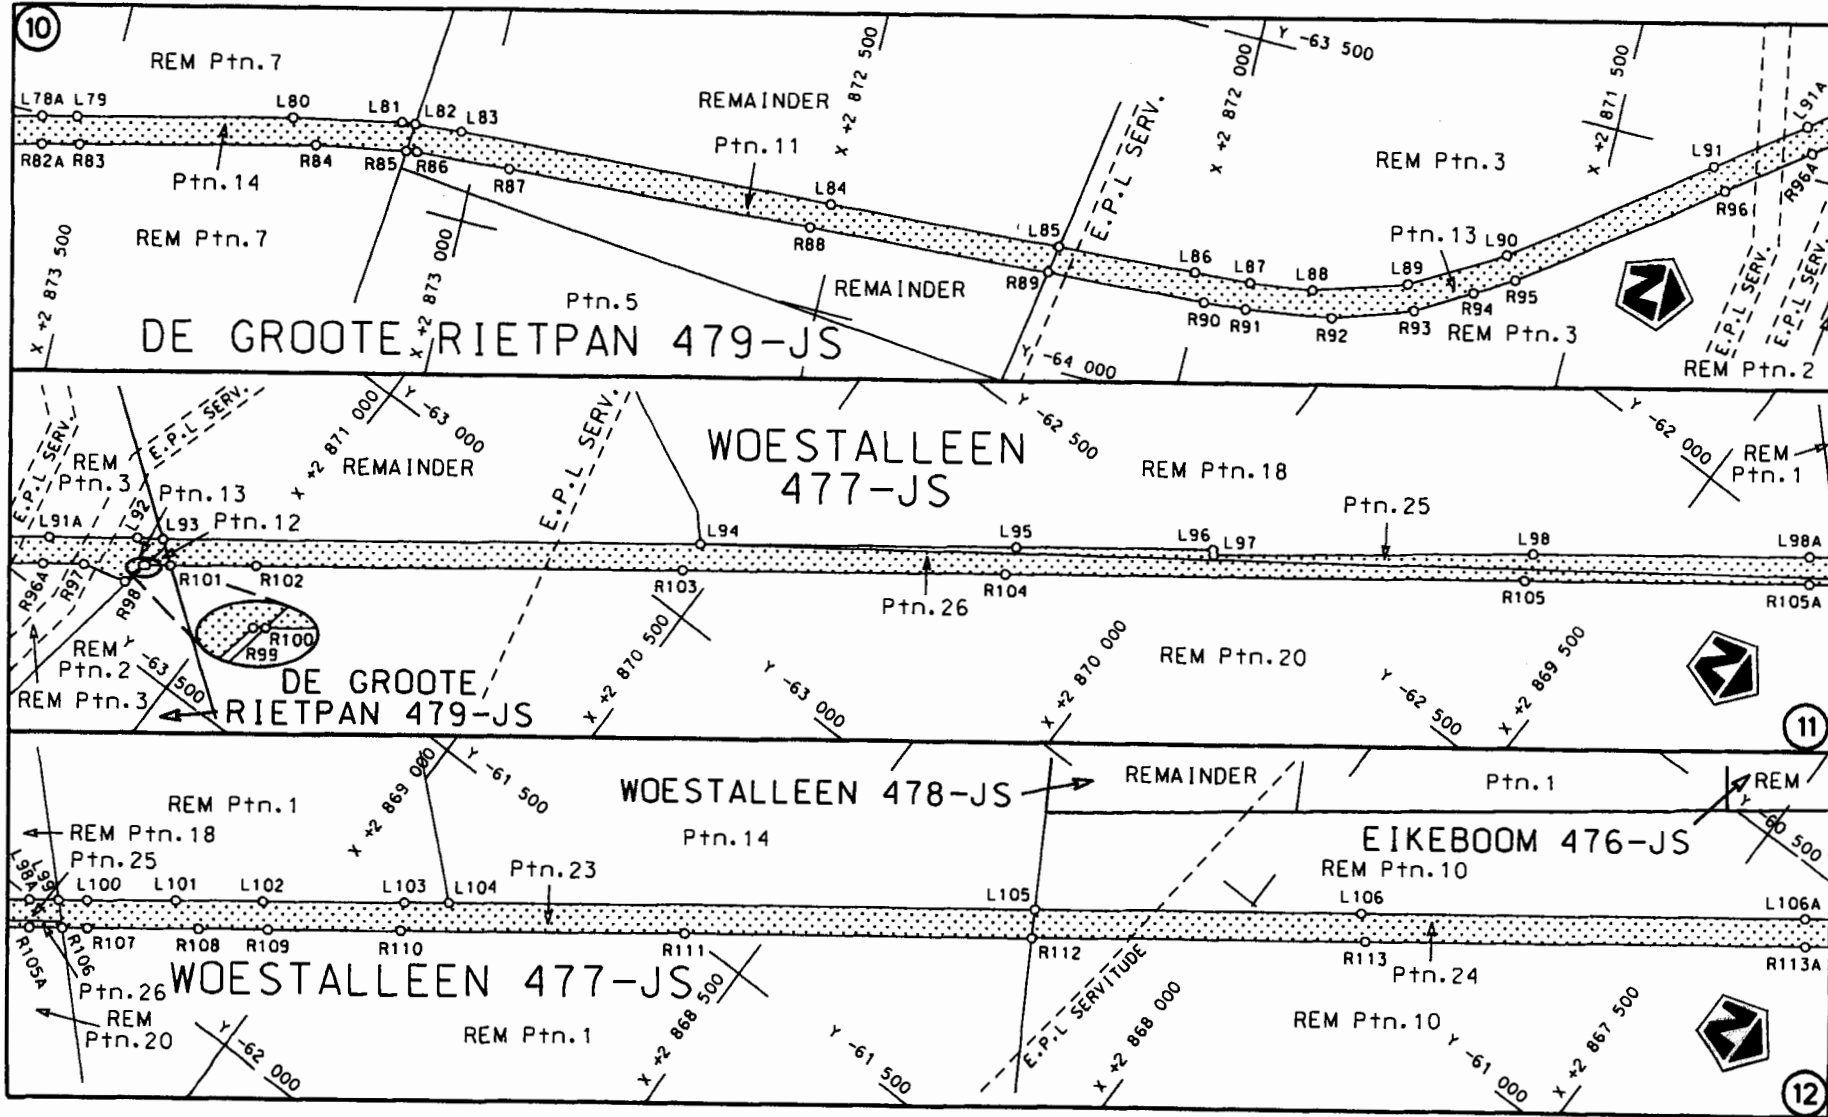 10
REM Ptn.7
L78A L79 L80 L81 L82 L83
REMAINDER
X +2 872 500
X +2 872 000
Y -63 500
X +2 871 500
L91A
Ptn.11
E.P.L SERV.
REM Ptn.3
L91
R82A R83 R84 R85 R86 R87
Ptn.14
L84
R96A
R96
REM Ptn.7
R88
L85
Ptn.13
L90
X +2 873 500
X +2 873 000
R89
L86 L87 L88 L89
REMAINDER
Ptn.5
R90 R91 R92 R93 R94 R95
REM Ptn.3
E.P.L SERV.
E.P.L SERV.
DE GROOTE RIETPAN 479-JS
Y -64 000
REM Ptn.2
E.P.L SERV.
E.P.L SERV.
X +2 871 000
Y -63 000
E.P.L SERV.
WOESTALLEEN
477-JS
Y -62 500
Y -62 000
REM
Ptn.3
REMAINDER
REM Ptn.18
REM
Ptn.1
Ptn.13
Ptn.12
Ptn.25
L91A L92 L93 L94 L95 L96 L97 L98 L98A
R96A R97 R98 R101 R102 R103 R104 R105 R105A
Ptn.26
R100
R99
REM
Ptn.2
Y -63 500
X +2 870 500
Y -63 000
X +2 870 000
REM Ptn.20
Y -62 500
X +2 869 500
REM Ptn.3
DE GROOTE
RIETPAN 479-JS
11
X +2 869 000
Y -61 500
WOESTALLEEN 478-JS
REMAINDER
Ptn.1
REM
REM Ptn.1
REM Ptn.18
Ptn.25
Ptn.14
EIKEBOOM 476-JS
Y -60 500
Ptn.23
REM Ptn.10
L98A L99 L100 L101 L102 L103 L104 L105 L106 L106A
R105A R106 R107 R108 R109 R110 R111 R112 R113 R113A
Ptn.26
WOESTALLEEN 477-JS
Ptn.24
E.P.L SERVITUDE
REM
Ptn.20
Y -62 000
REM Ptn.1
X +2 868 500
Y -61 500
X +2 868 000
REM Ptn.10
Y -61 000
X +2 867 500
12